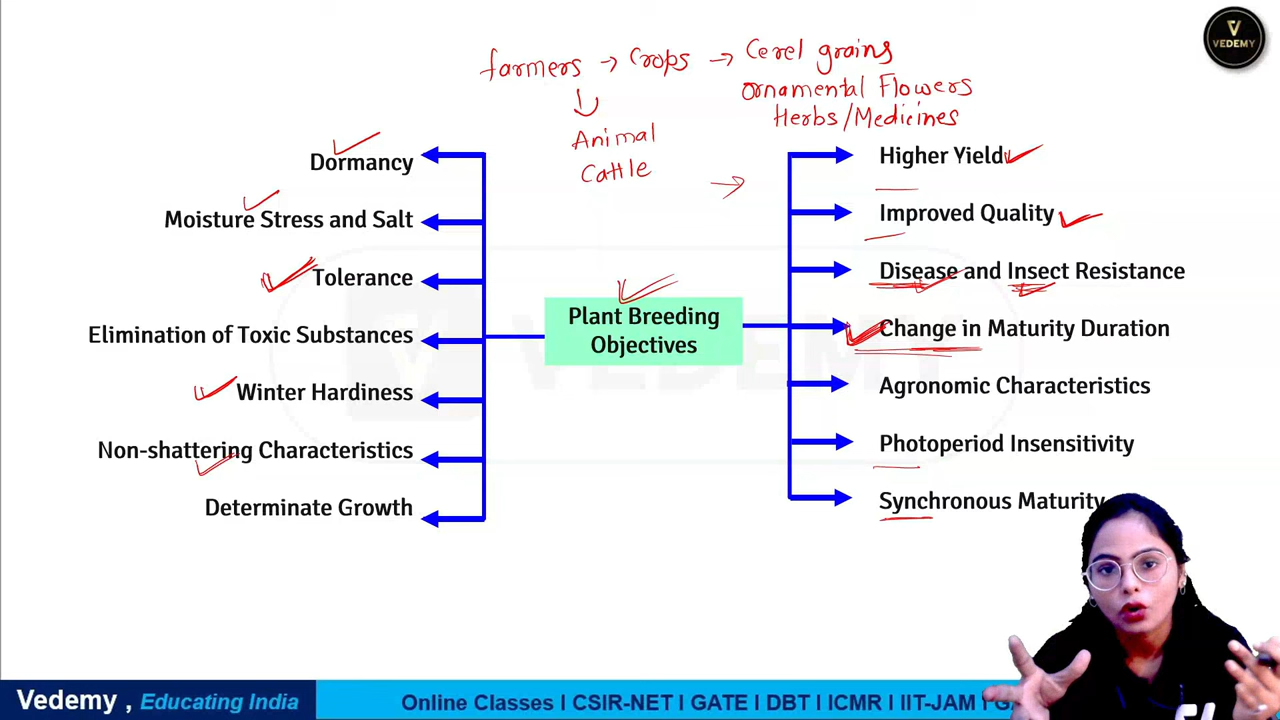 farmers → Crops → Cerel grains
ornamental Flowers
Herbs/Medicines
Animal
Cattle
VEDEMY
Dormancy
Moisture Stress and Salt
Tolerance
Elimination of Toxic Substances
Winter Hardiness
Non-shattering Characteristics
Determinate Growth
Plant Breeding
Objectives
Higher Yield
Improved Quality
Disease and Insect Resistance
Change in Maturity Duration
Agronomic Characteristics
Photoperiod Insensitivity
Synchronous Maturity
VEDEMY
Vedemy , Educating India
Online Classes I CSIR-NET I GATE I DBT I ICMR I IIT-JAM I